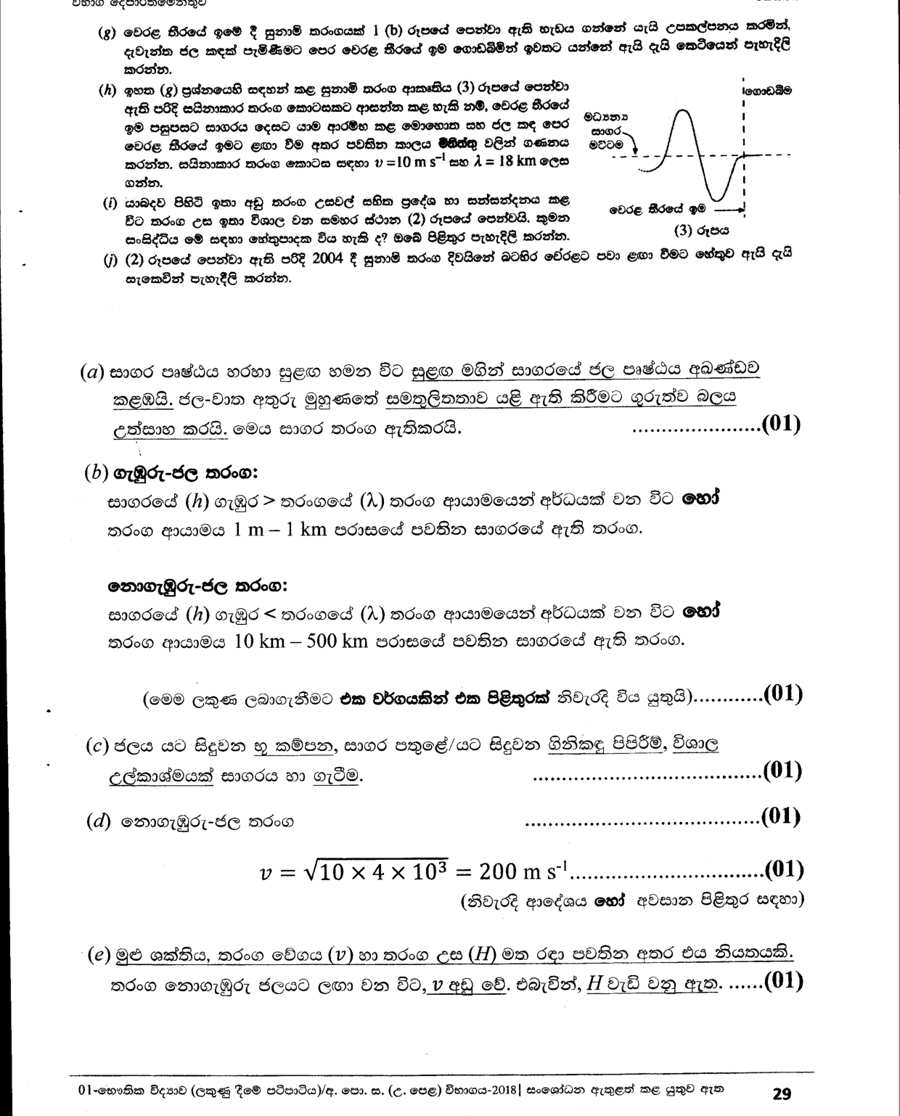 විභාග දෙපාර්තමේන්තුව
(g) වෙරළ තීරයේ ඉමේ දී සුනාමි තරංගයක් 1 (b) රූපයේ පෙන්වා ඇති හැඩය ගන්නේ යැයි උපකල්පනය කරමින්,
දැවැන්ත ජල කඳක් පැමිණීමට පෙර වෙරළ තීරයේ ඉම ගොඩබිමින් ඉවතට යන්නේ ඇයි දැයි කෙටියෙන් පැහැදිලි
කරන්න.
(h) ඉහත (g) ප්‍රශ්නයෙහි සඳහන් කළ සුනාමි තරංග ආකෘතිය (3) රූපයේ පෙන්වා
ඇති පරිදි සයිනාකාර තරංග කොටසකට ආසන්න කළ හැකි නම්, වෙරළ තීරයේ
ඉම පසුපසට සාගරය දෙසට යාම ආරම්භ කළ මොහොත සහ ජල කඳ පෙර
වෙරළ තීරයේ ඉමට ළඟා වීම අතර පවතින කාලය මිනිත්තු වලින් ගණනය
කරන්න. සයිනාකාර තරංග කොටස සඳහා v =10 m s⁻¹ සහ λ = 18 km ලෙස
ගන්න.
ගොඩබිම
මධ්‍යන්‍ය
සාගර
මට්ටම
වෙරළ තීරයේ ඉම
(3) රූපය
(i) යාබදව පිහිටි ඉතා අඩු තරංග උසවල් සහිත ප්‍රදේශ හා සන්සන්දනය කළ
විට තරංග උස ඉතා විශාල වන සමහර ස්ථාන (2) රූපයේ පෙන්වයි. කුමන
සංසිද්ධිය මේ සඳහා හේතුපාදක විය හැකි ද? ඔබේ පිළිතුර පැහැදිලි කරන්න.
(j) (2) රූපයේ පෙන්වා ඇති පරිදි 2004 දී සුනාමි තරංග දිවයිනේ බටහිර වෙරළට පවා ළඟා වීමට හේතුව ඇයි දැයි
සැකෙවින් පැහැදිලි කරන්න.
(a) සාගර පෘෂ්ඨය හරහා සුළඟ හමන විට සුළඟ මගින් සාගරයේ ජල පෘෂ්ඨය අඛණ්ඩව
කළඹයි. ජල-වාත අතුරු මුහුණතේ සමතුලිතතාව යළි ඇති කිරීමට ගුරුත්ව බලය
උත්සාහ කරයි. මෙය සාගර තරංග ඇතිකරයි. ......................(01)
(b) ගැඹුරු-ජල තරංග:
සාගරයේ (h) ගැඹුර > තරංගයේ (λ) තරංග ආයාමයෙන් අර්ධයක් වන විට හෝ
තරංග ආයාමය 1 m – 1 km පරාසයේ පවතින සාගරයේ ඇති තරංග.
නොගැඹුරු-ජල තරංග:
සාගරයේ (h) ගැඹුර < තරංගයේ (λ) තරංග ආයාමයෙන් අර්ධයක් වන විට හෝ
තරංග ආයාමය 10 km – 500 km පරාසයේ පවතින සාගරයේ ඇති තරංග.
(මෙම ලකුණ ලබාගැනීමට එක වර්ගයකින් එක පිළිතුරක් නිවැරදි විය යුතුයි)............(01)
(c) ජලය යට සිදුවන භූ කම්පන, සාගර පතුළේ/යට සිදුවන ගිනිකඳු පිපිරීම්, විශාල
උල්කාශ්මයක් සාගරය හා ගැටීම. .......................................(01)
(d) නොගැඹුරු-ජල තරංග ........................................(01)
v = √10 × 4 × 10³ = 200 m s⁻¹.................................(01)
(නිවැරදි ආදේශය හෝ අවසාන පිළිතුර සඳහා)
(e) මුළු ශක්තිය, තරංග වේගය (v) හා තරංග උස (H) මත රඳා පවතින අතර එය නියතයකි.
තරංග නොගැඹුරු ජලයට ලඟා වන විට, v අඩු වේ. එබැවින්, H වැඩි වනු ඇත. ......(01)
01-භෞතික විද්‍යාව (ලකුණු දීමේ පටිපාටිය)/අ. පො. ස. (උ. පෙළ) විභාගය-2018| සංශෝධන ඇතුළත් කළ යුතුව ඇත
29